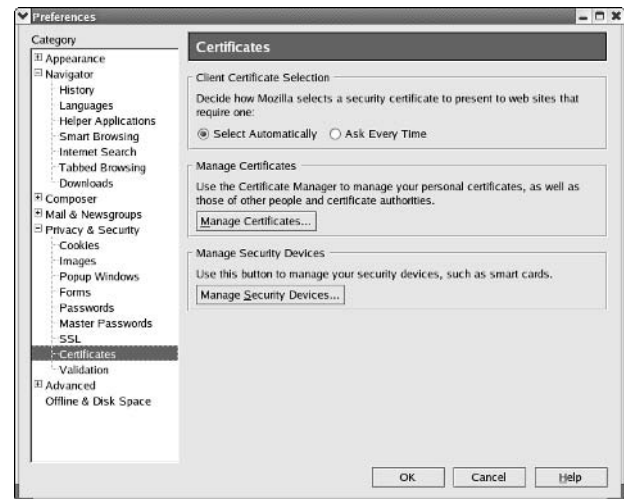 Preferences
Category
Appearance
Navigator
History
Languages
Helper Applications
Smart Browsing
Internet Search
Tabbed Browsing
Downloads
Composer
Mail & Newsgroups
Privacy & Security
Cookies
Images
Popup Windows
Forms
Passwords
Master Passwords
SSL
Certificates
Validation
Advanced
Offline & Disk Space
Certificates
Client Certificate Selection
Decide how Mozilla selects a security certificate to present to web sites that
require one:
Select Automatically Ask Every Time
Manage Certificates
Use the Certificate Manager to manage your personal certificates, as well as
those of other people and certificate authorities.
Manage Certificates...
Manage Security Devices
Use this button to manage your security devices, such as smart cards.
Manage Security Devices...
OK Cancel Help